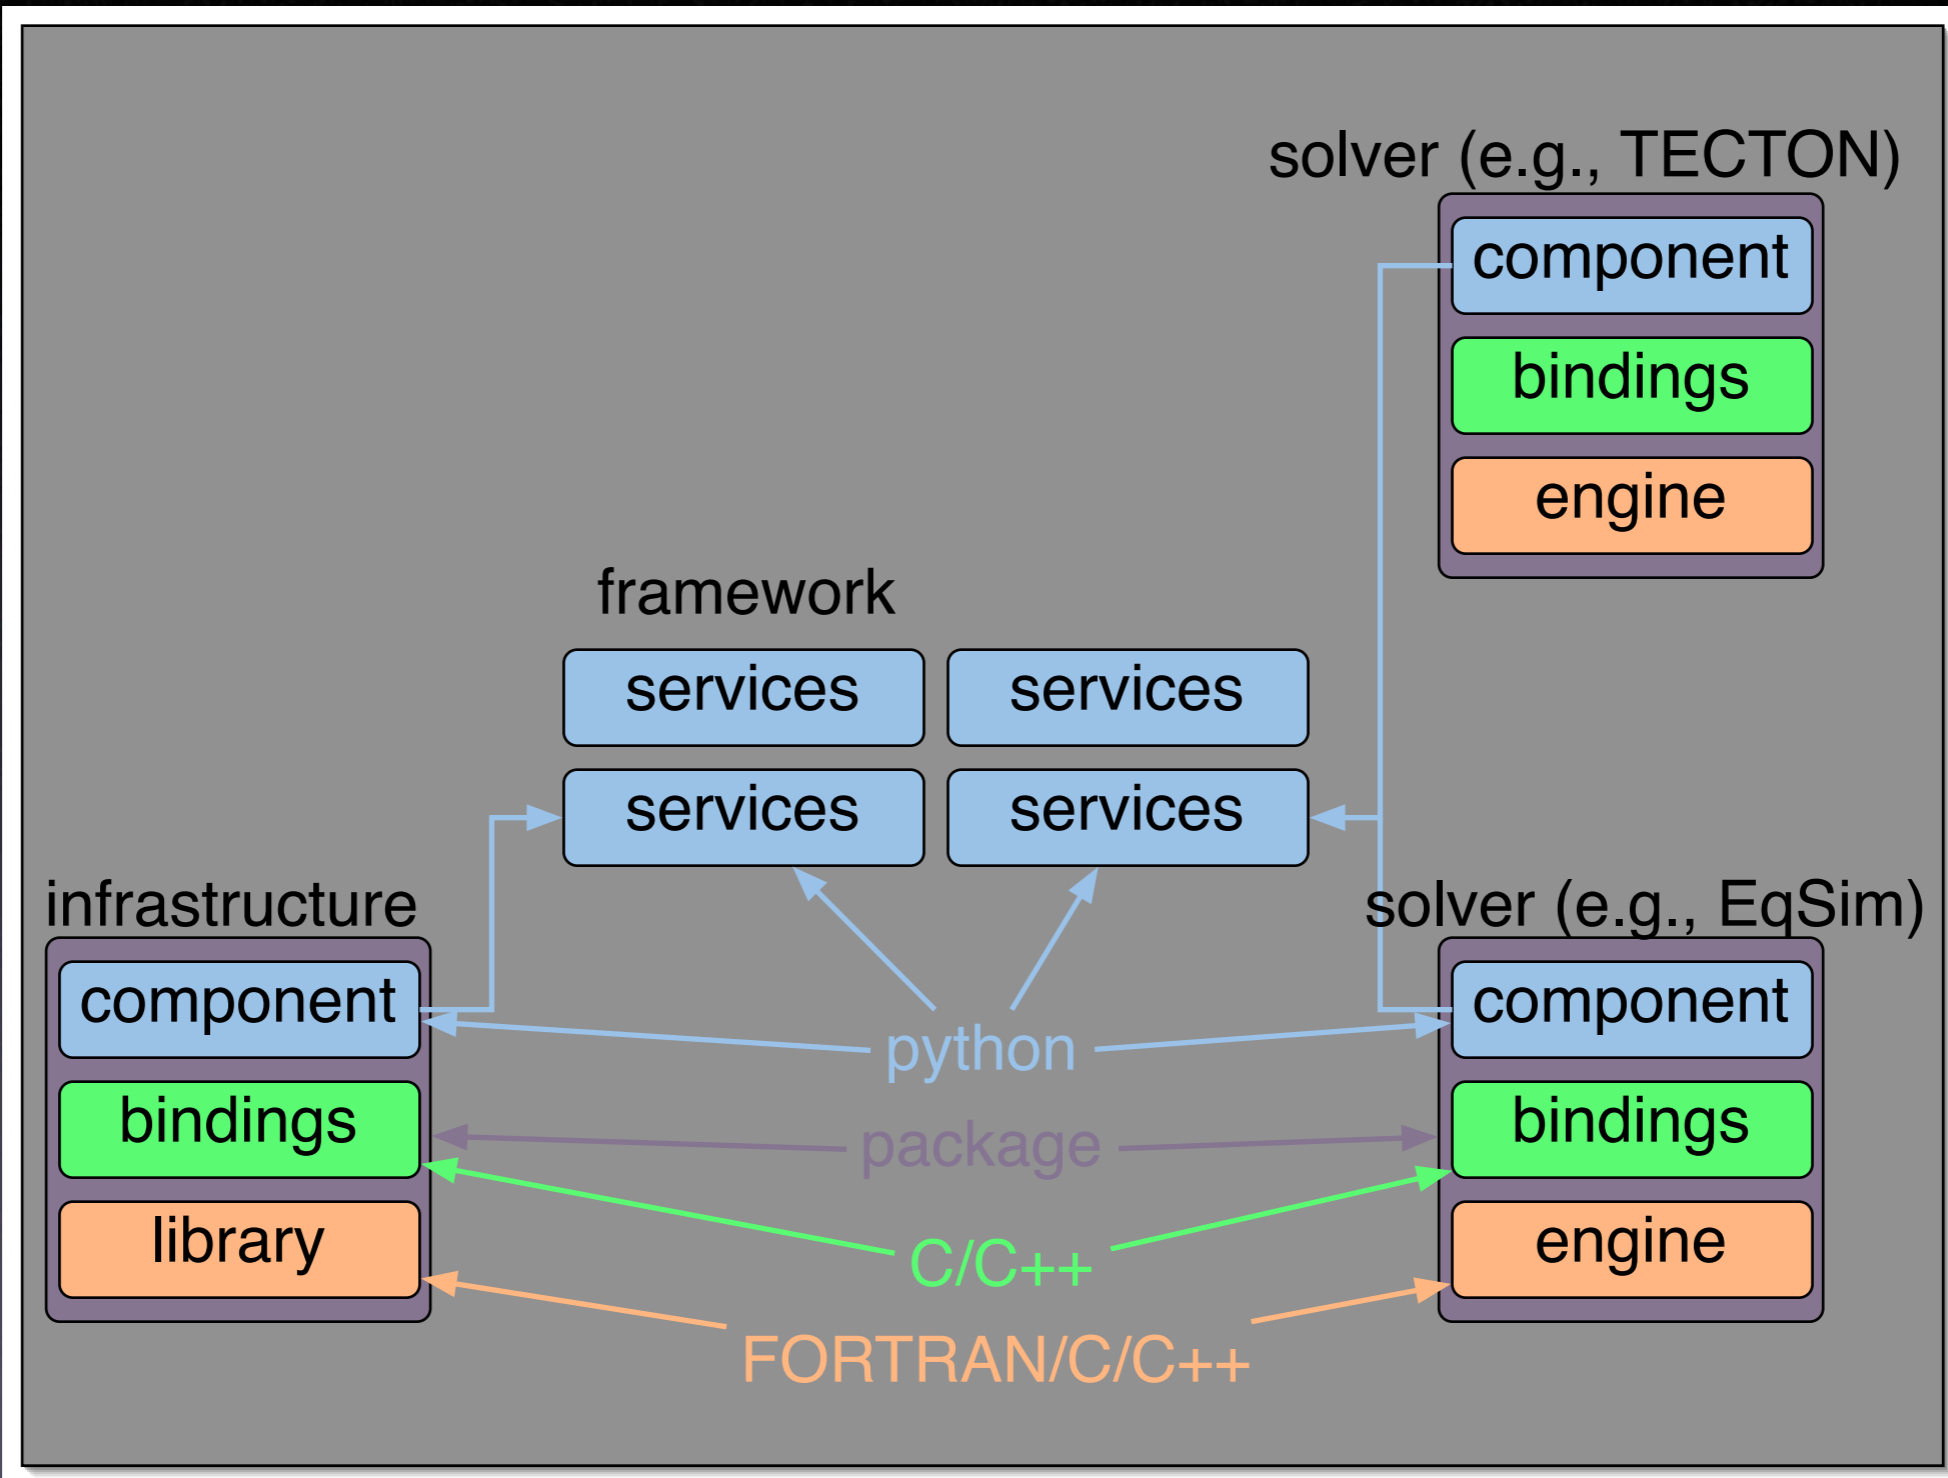 solver (e.g., TECTON)
component
bindings
engine
framework
services services
services services
infrastructure
component
bindings
library
python
package
C/C++
FORTRAN/C/C++
solver (e.g., EqSim)
component
bindings
engine